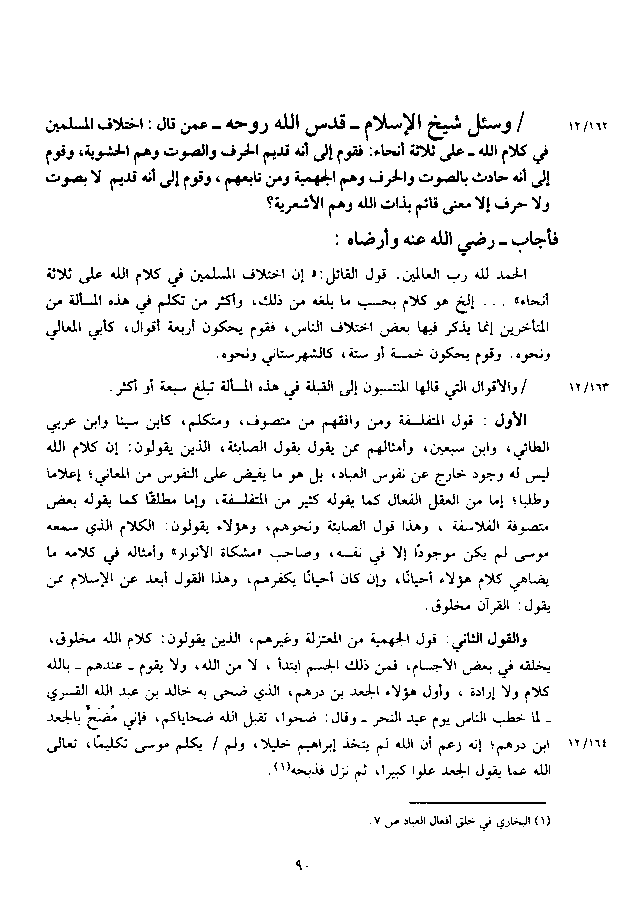 ١٢/١٦٢ / وسئل شيخ الإسلام ـ قدس الله روحه ـ عمن قال : اختلاف المسلمين
في كلام الله ـ على ثلاثة أنحاء: فقوم إلى أنه قديم الحرف والصوت وهم الحشوية، وقوم
إلى أنه حادث بالصوت والحرف وهم الجهمية ومن تابعهم ، وقوم إلى أنه قديم لا بصوت
ولا حرف إلا معنى قائم بذات الله وهم الأشعرية؟
فأجاب ـ رضي الله عنه وأرضاه :
الحمد لله رب العالمين. قول القائل:« إن اختلاف المسلمين في كلام الله على ثلاثة
أنحاء» . . . إلخ هو كلام بحسب ما بلغه من ذلك، وأكثر من تكلم في هذه المسألة من
المتأخرين إنما يذكر فيها بعض اختلاف الناس، فقوم يحكون أربعة أقوال، كأبي المعالي
ونحوه. وقوم يحكون خمسة أو ستة، كالشهرستاني ونحوه.
١٢/١٦٣ / والأقوال التي قالها المنتسبون إلى القبلة في هذه المسألة تبلغ سبعة أو أكثر.
الأول : قول المتفلسفة ومن وافقهم من متصوف، ومتكلم، كابن سينا وابن عربي
الطائي، وابن سبعين، وأمثالهم ممن يقول بقول الصابئة، الذين يقولون: إن كلام الله
ليس له وجود خارج عن نفوس العباد، بل هو ما يفيض على النفوس من المعاني؛ إعلاما
وطلبا؛ إما من العقل الفعال كما يقوله كثير من المتفلسفة، وإما مطلقًا كما يقوله بعض
متصوفة الفلاسفة ، وهذا قول الصابئة ونحوهم، وهؤلاء يقولون: الكلام الذي سمعه
موسى لم يكن موجودًا إلا في نفسه، وصاحب «مشكاة الأنوار» وأمثاله في كلامه ما
يضاهي كلام هؤلاء أحيانًا، وإن كان أحيانًا يكفرهم، وهذا القول أبعد عن الإسلام ممن
يقول: القرآن مخلوق.
والقول الثاني: قول الجهمية من المعتزلة وغيرهم، الذين يقولون: كلام الله مخلوق،
يخلقه في بعض الأجسام، فمن ذلك الجسم ابتدأ ، لا من الله، ولا يقوم ـ عندهم ـ بالله
كلام ولا إرادة ، وأول هؤلاء الجعد بن درهم، الذي ضحى به خالد بن عبد الله القسري
ـ لما خطب الناس يوم عيد النحر ـ وقال: ضحوا، تقبل الله ضحاياكم، فإني مُضَحٍّ بالجعد
١٢/١٦٤ ابن درهم؛ إنه زعم أن الله لم يتخذ إبراهيم خليلا، ولم / يكلم موسى تكليمًا، تعالى
الله عما يقول الجعد علوا كبيرا، ثم نزل فذبحه(١).
(١) البخاري في خلق أفعال العباد ص ٧.
٩٠